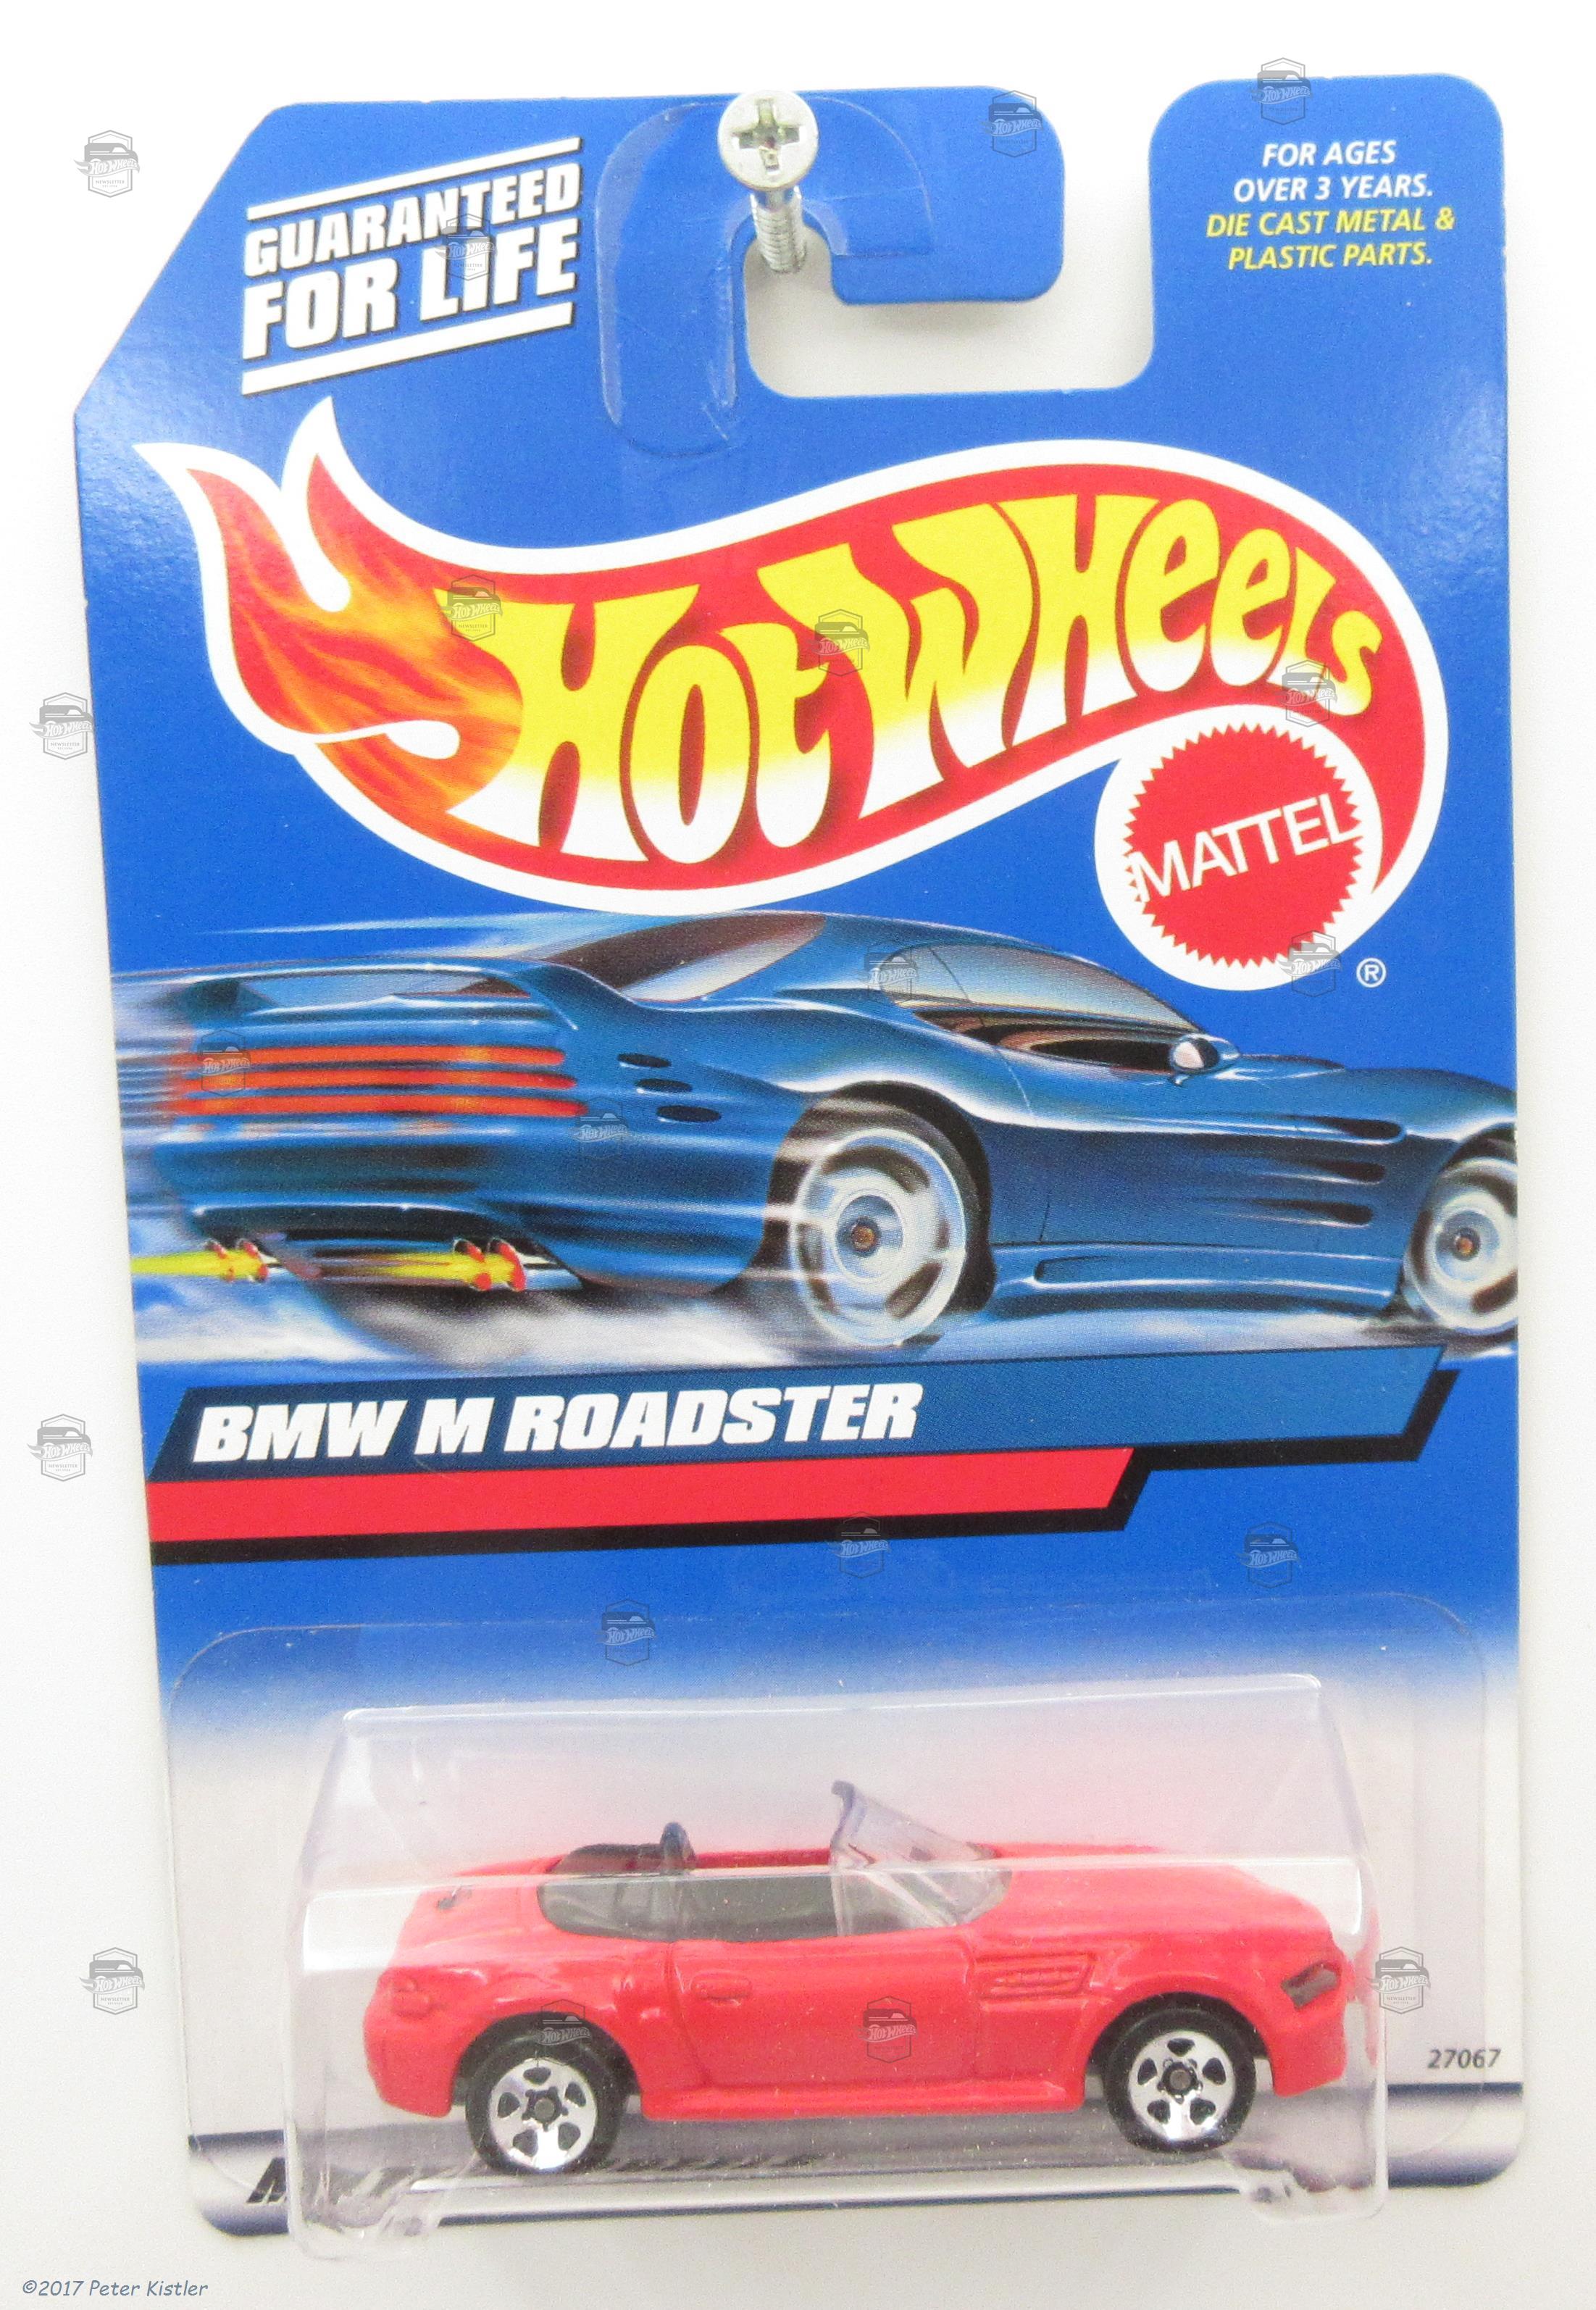 GUARANTEED
FOR LIFE
FOR AGES
OVER 3 YEARS.
DIE CAST METAL &
PLASTIC PARTS.
HOT WHEELS
MATTEL
®
BMW M ROADSTER
27067
©2017 Peter Kistler